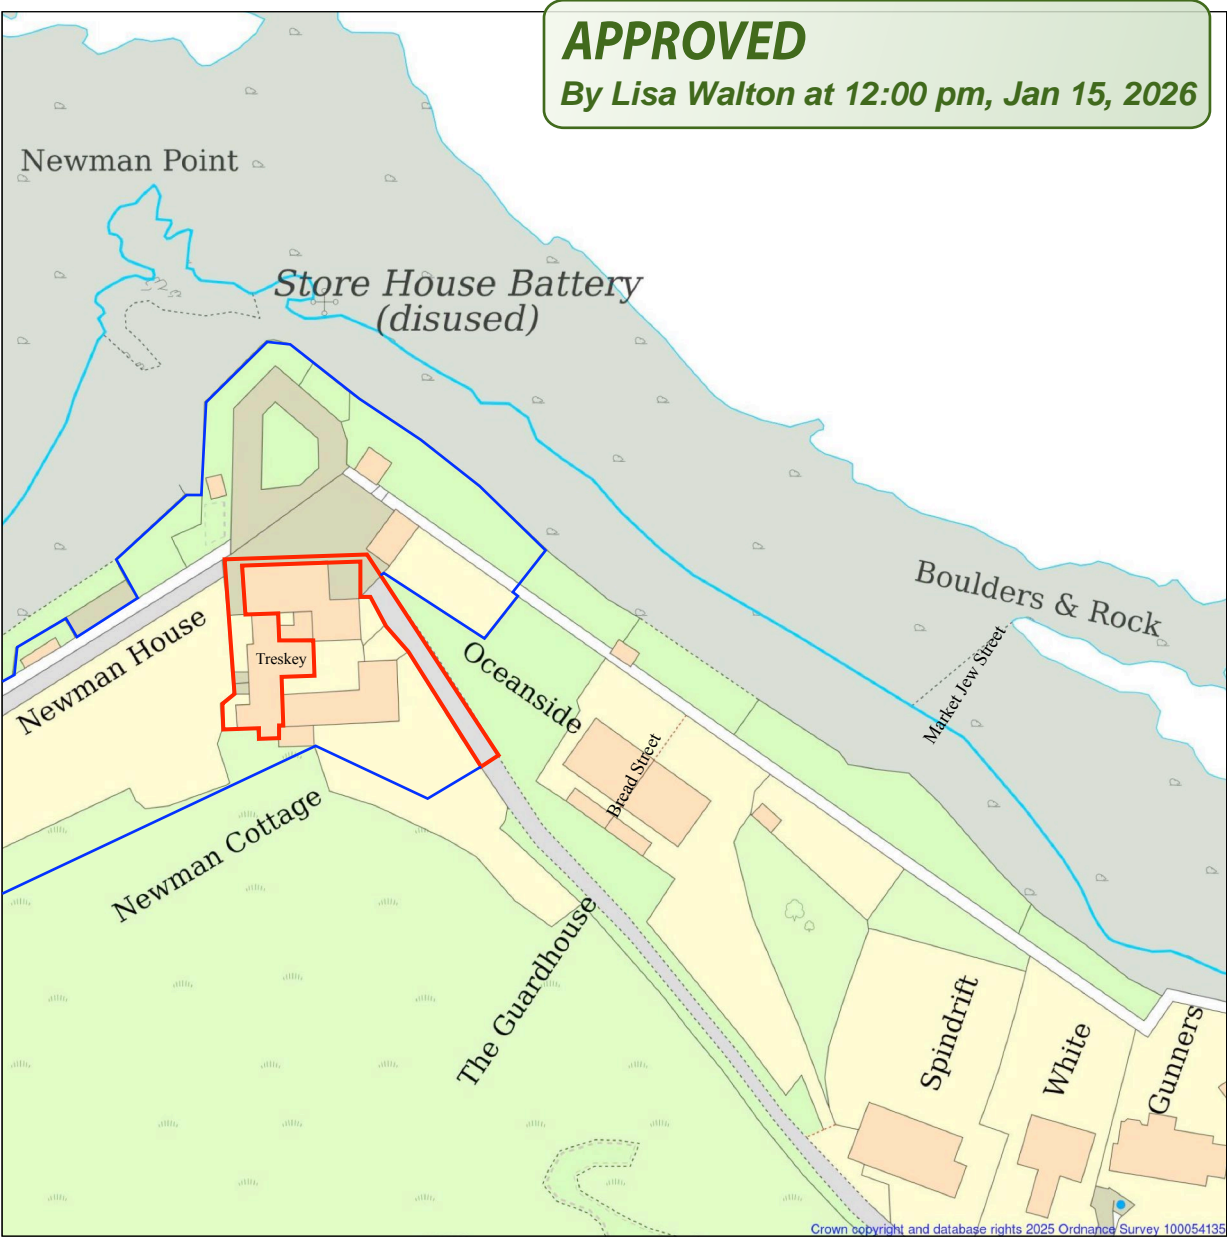 APPROVED
By Lisa Walton at 12:00 pm, Jan 15, 2026
Newman Point
Store House Battery
(disused)
Boulders & Rock
Market Jew Street
Newman House
Treskey
Oceanside
Bread Street
Newman Cottage
The Guardhouse
Spindrift
White
Gunners
Crown copyright and database rights 2025 Ordnance Survey 100054135